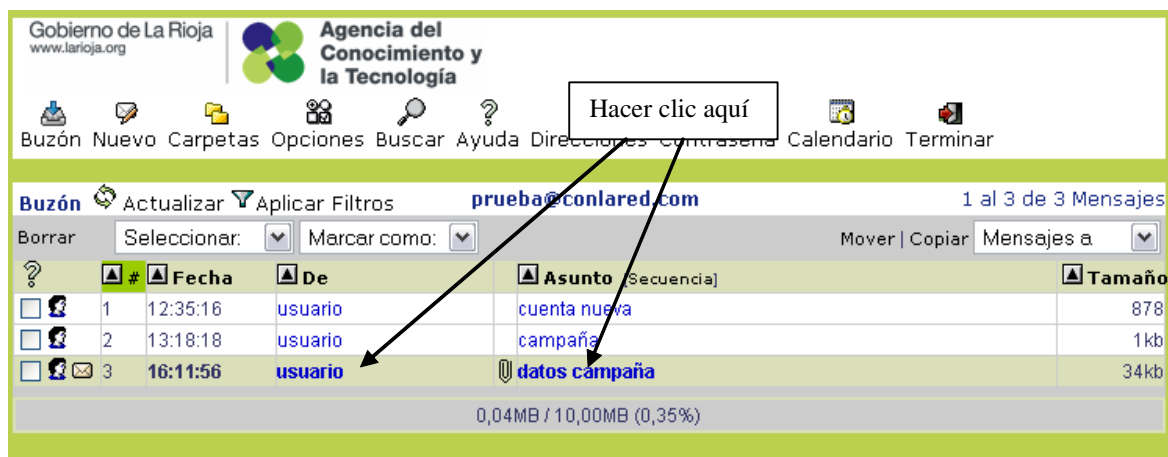 Gobierno de La Rioja
www.larioja.org
Agencia del
Conocimiento y
la Tecnología
Hacer clic aquí
Buzón Nuevo Carpetas Opciones Buscar Ayuda Direcciones Contraseña Calendario Terminar
Buzón Actualizar Aplicar Filtros prueba@conlared.com 1 al 3 de 3 Mensajes
Borrar Seleccionar: Marcar como: Mover | Copiar Mensajes a
# Fecha De Asunto [Secuencia] Tamaño
1 12:35:16 usuario cuenta nueva 878
2 13:18:18 usuario campaña 1kb
3 16:11:56 usuario datos campaña 34kb
0,04MB / 10,00MB (0,35%)